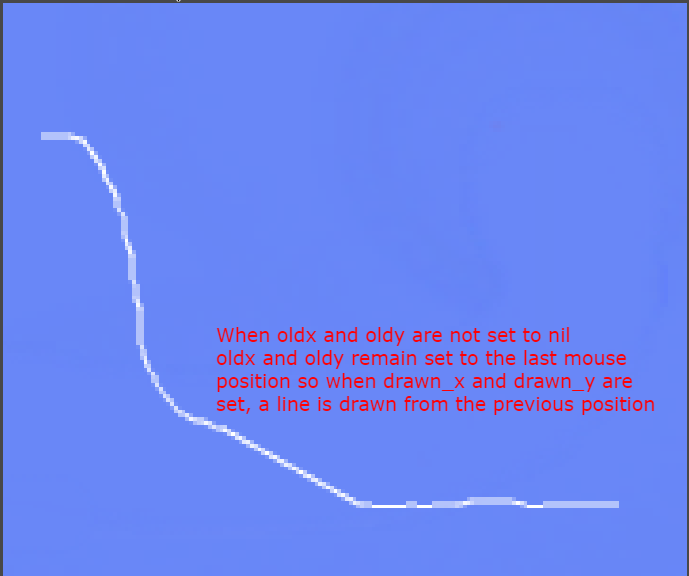 When oldx and oldy are not set to nil
oldx and oldy remain set to the last mouse
position so when drawn_x and drawn_y are
set, a line is drawn from the previous position